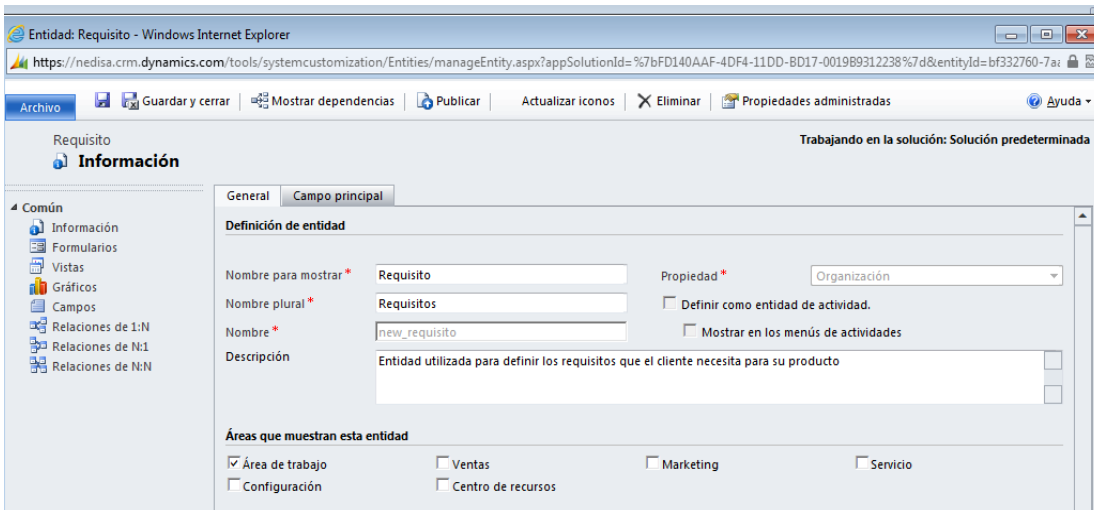 Entidad: Requisito - Windows Internet Explorer
https://nedisa.crm.dynamics.com/tools/systemcustomization/Entities/manageEntity.aspx?appSolutionId=%7bFD140AAF-4DF4-11DD-BD17-0019B9312238%7d&entityId=bf332760-7aa
Archivo Guardar y cerrar Mostrar dependencias Publicar Actualizar iconos Eliminar Propiedades administradas Ayuda
Requisito
Información
Trabajando en la solución: Solución predeterminada
Común
Información
Formularios
Vistas
Gráficos
Campos
Relaciones de 1:N
Relaciones de N:1
Relaciones de N:N
General Campo principal
Definición de entidad
Nombre para mostrar * Requisito Propiedad * Organización
Nombre plural * Requisitos Definir como entidad de actividad.
Nombre * new_requisito Mostrar en los menús de actividades
Descripción Entidad utilizada para definir los requisitos que el cliente necesita para su producto
Áreas que muestran esta entidad
Área de trabajo Ventas Marketing Servicio
Configuración Centro de recursos